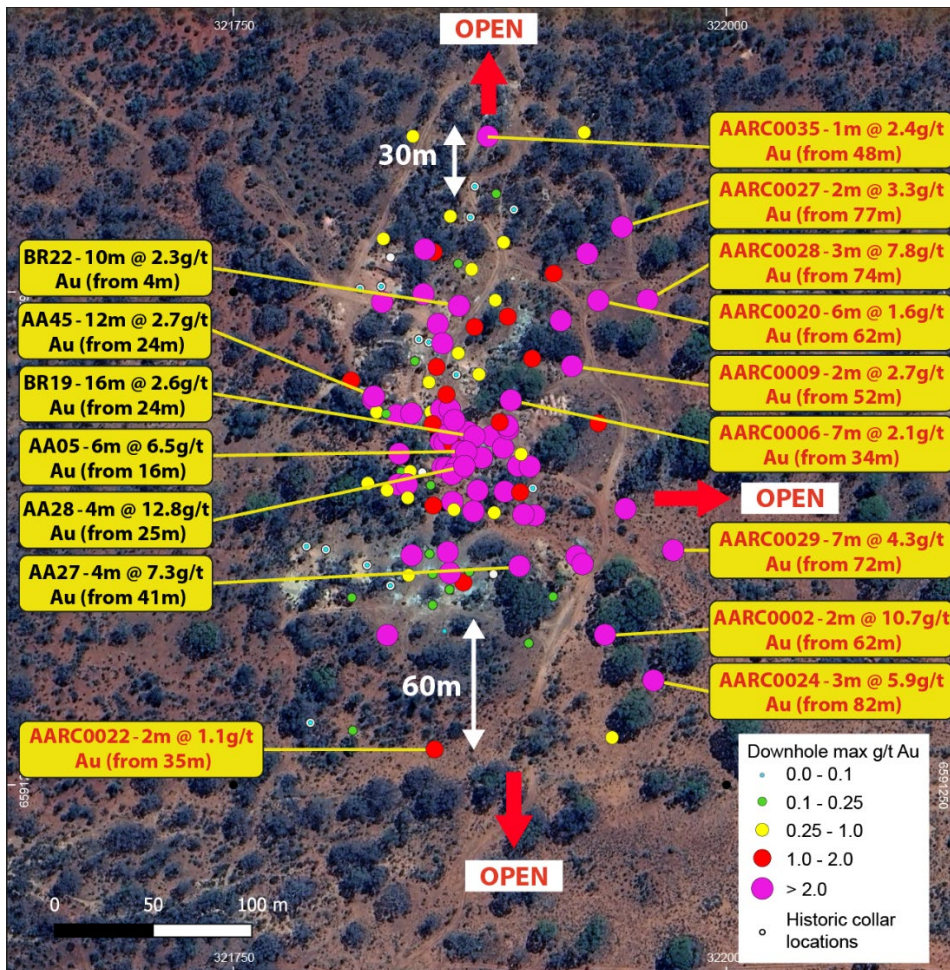 321750
322000
OPEN
30m
AARC0035 - 1m @ 2.4g/t
Au (from 48m)
AARC0027 - 2m @ 3.3g/t
Au (from 77m)
AARC0028 - 3m @ 7.8g/t
Au (from 74m)
AARC0020 - 6m @ 1.6g/t
Au (from 62m)
AARC0009 - 2m @ 2.7g/t
Au (from 52m)
AARC0006 - 7m @ 2.1g/t
Au (from 34m)
BR22 - 10m @ 2.3g/t
Au (from 4m)
AA45 - 12m @ 2.7g/t
Au (from 24m)
BR19 - 16m @ 2.6g/t
Au (from 24m)
AA05 - 6m @ 6.5g/t
Au (from 16m)
AA28 - 4m @ 12.8g/t
Au (from 25m)
AA27 - 4m @ 7.3g/t
Au (from 41m)
OPEN
AARC0029 - 7m @ 4.3g/t
Au (from 72m)
AARC0002 - 2m @ 10.7g/t
Au (from 62m)
AARC0024 - 3m @ 5.9g/t
Au (from 82m)
60m
AARC0022 - 2m @ 1.1g/t
Au (from 35m)
OPEN
Downhole max g/t Au
0.0 - 0.1
0.1 - 0.25
0.25 - 1.0
1.0 - 2.0
> 2.0
Historic collar
locations
6591250
0 50 100 m
321750
322000